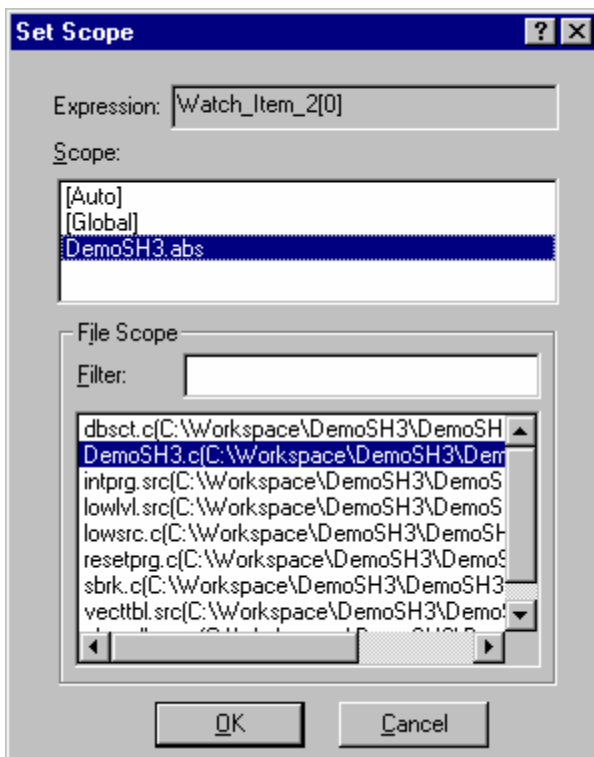 Set Scope
Expression: Watch_Item_2[0]
Scope:
[Auto]
[Global]
DemoSH3.abs
File Scope
Filter:
dbsct.c(C:\Workspace\DemoSH3\DemoSH
DemoSH3.c(C:\Workspace\DemoSH3\Dem
intprg.src(C:\Workspace\DemoSH3\DemoS
lowlvl.src(C:\Workspace\DemoSH3\DemoS
lowsrc.c(C:\Workspace\DemoSH3\DemoSH
resetprg.c(C:\Workspace\DemoSH3\DemoS
sbrk.c(C:\Workspace\DemoSH3\DemoSH3
vecttbl.src(C:\Workspace\DemoSH3\Demo
OK Cancel